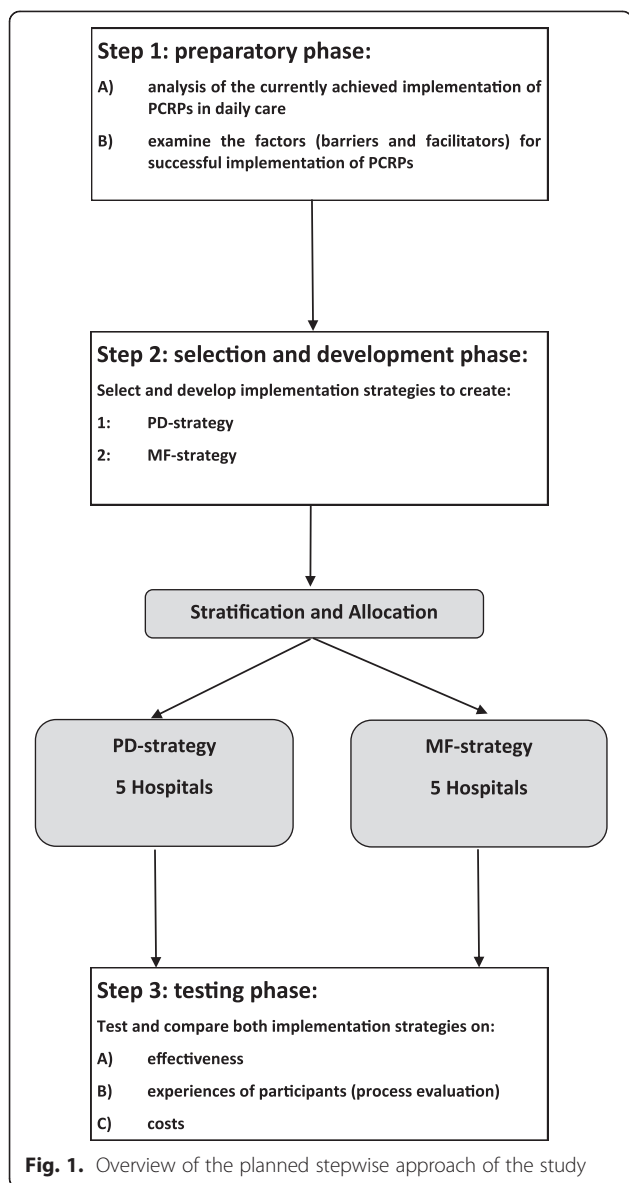 Step 1: preparatory phase:
A) analysis of the currently achieved implementation of
PCRPs in daily care
B) examine the factors (barriers and facilitators) for
successful implementation of PCRPs
Step 2: selection and development phase:
Select and develop implementation strategies to create:
1: PD-strategy
2: MF-strategy
Stratification and Allocation
PD-strategy
5 Hospitals
MF-strategy
5 Hospitals
Step 3: testing phase:
Test and compare both implementation strategies on:
A) effectiveness
B) experiences of participants (process evaluation)
C) costs
Fig. 1. Overview of the planned stepwise approach of the study